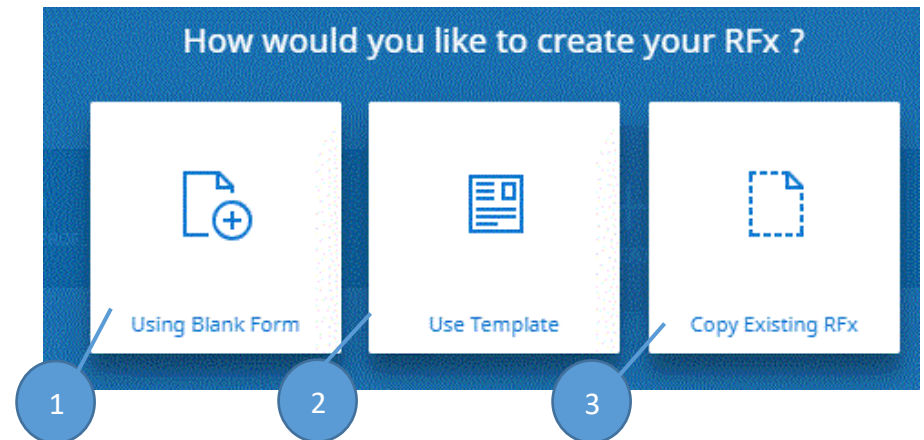 How would you like to create your RFx ?
Using Blank Form
Use Template
Copy Existing RFx
1
2
3